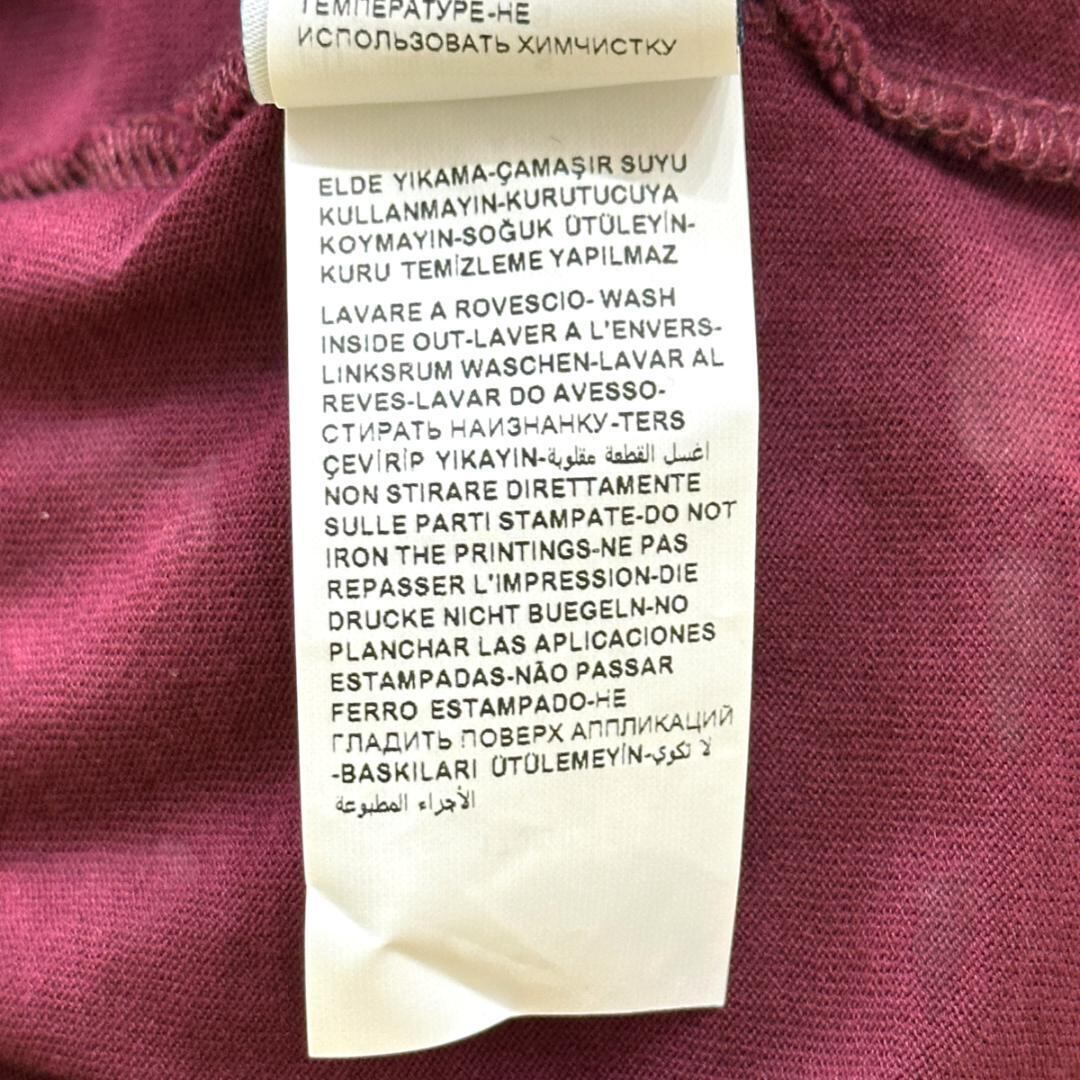 ТЕМПЕРАТУРЕ-НЕ
ИСПОЛЬЗОВАТЬ ХИМЧИСТКУ
ELDE YIKAMA-ÇAMAŞIR SUYU
KULLANMAYIN-KURUTUCUYA
KOYMAYIN-SOĞUK ÜTÜLEYİN-
KURU TEMİZLEME YAPILMAZ
LAVARE A ROVESCIO- WASH
INSIDE OUT-LAVER A L'ENVERS-
LINKSRUM WASCHEN-LAVAR AL
REVES-LAVAR DO AVESSO-
СТИРАТЬ НАИЗНАНКУ-TERS
ÇEVİRİP YIKAYIN-اغسل القطعة مقلوبة
NON STIRARE DIRETTAMENTE
SULLE PARTI STAMPATE-DO NOT
IRON THE PRINTINGS-NE PAS
REPASSER L'IMPRESSION-DIE
DRUCKE NICHT BUEGELN-NO
PLANCHAR LAS APLICACIONES
ESTAMPADAS-NÃO PASSAR
FERRO ESTAMPADO-НЕ
ГЛАДИТЬ ПОВЕРХ АППЛИКАЦИЙ
-BASKILARI ÜTÜLEMEYİN-لا تكوي
الأجراء المطبوعة